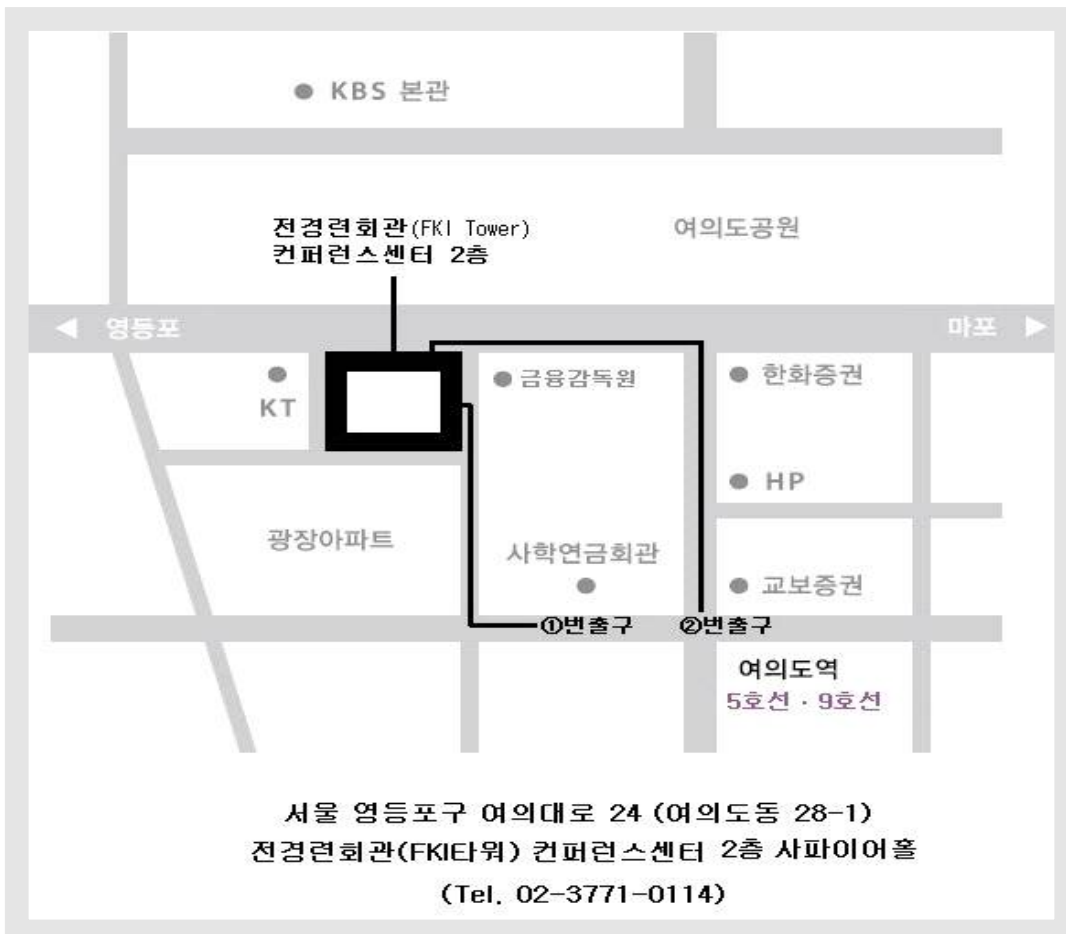 KBS 본관
전경련회관(FKI Tower)
컨퍼런스센터 2층
여의도공원
◀ 영등포
마포 ▶
KT
금융감독원
한화증권
HP
광장아파트
사학연금회관
교보증권
①번출구
②번출구
여의도역
5호선 · 9호선
서울 영등포구 여의대로 24 (여의도동 28-1)
전경련회관(FKI타워) 컨퍼런스센터 2층 사파이어홀
(Tel. 02-3771-0114)